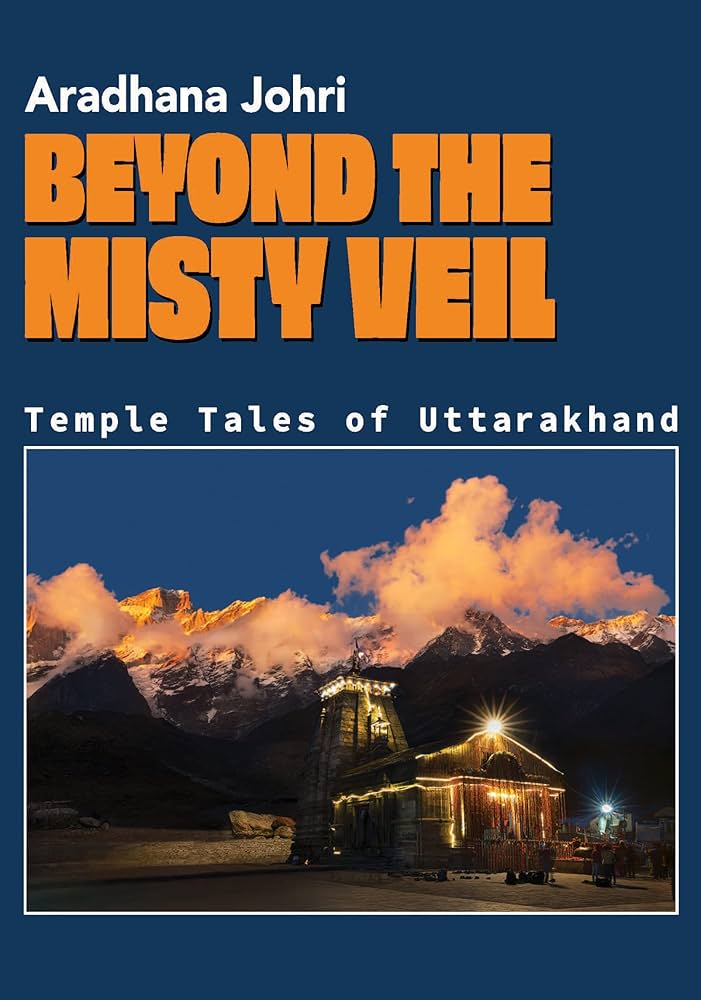 Aradhana Johri
BEYOND THE
MISTY VEIL
Temple Tales of Uttarakhand